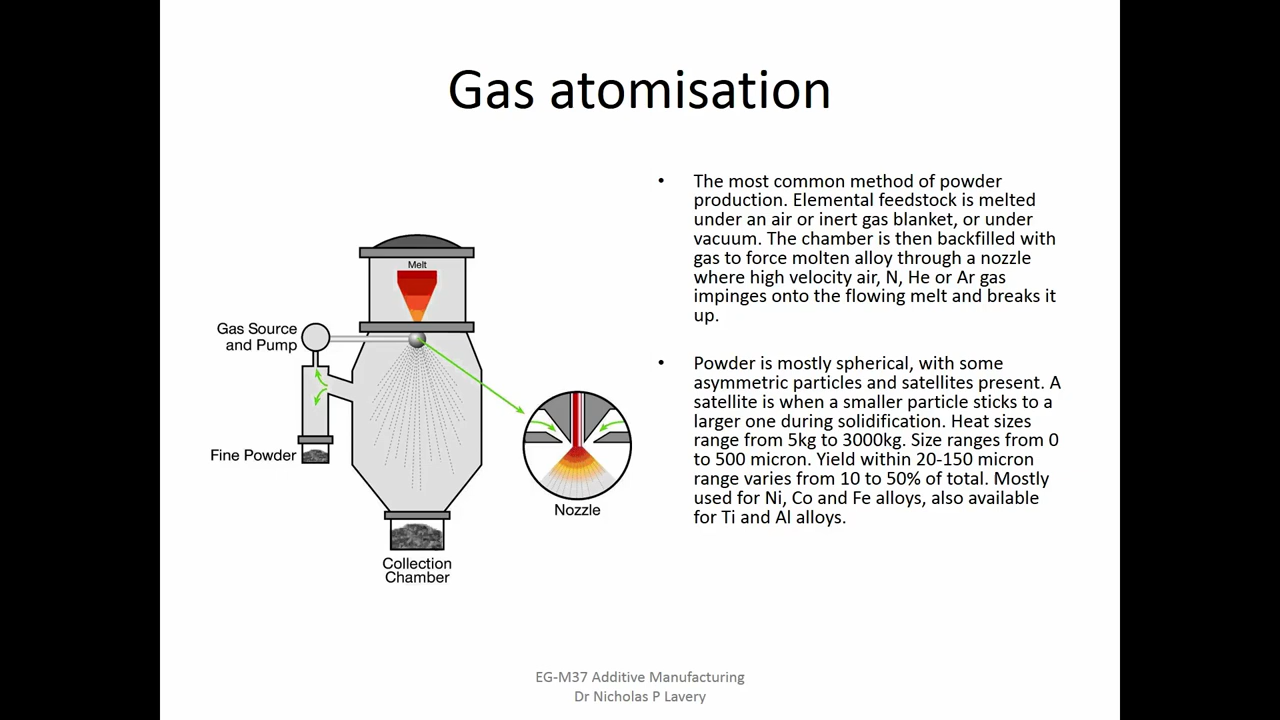 Gas atomisation
• The most common method of powder
production. Elemental feedstock is melted
under an air or inert gas blanket, or under
vacuum. The chamber is then backfilled with
gas to force molten alloy through a nozzle
where high velocity air, N, He or Ar gas
impinges onto the flowing melt and breaks it
up.
• Powder is mostly spherical, with some
asymmetric particles and satellites present. A
satellite is when a smaller particle sticks to a
larger one during solidification. Heat sizes
range from 5kg to 3000kg. Size ranges from 0
to 500 micron. Yield within 20-150 micron
range varies from 10 to 50% of total. Mostly
used for Ni, Co and Fe alloys, also available
for Ti and Al alloys.
Melt
Gas Source
and Pump
Fine Powder
Nozzle
Collection
Chamber
EG-M37 Additive Manufacturing
Dr Nicholas P Lavery